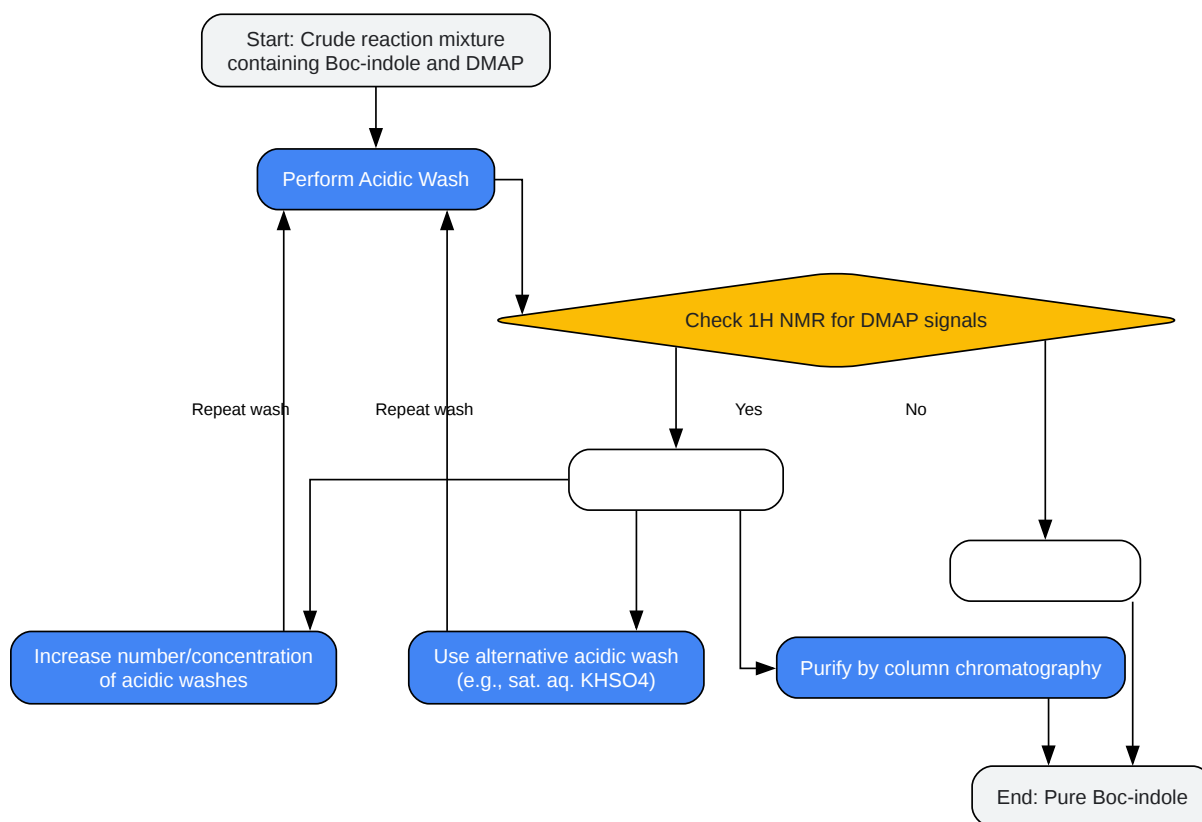 Start: Crude reaction mixture
containing Boc-indole and DMAP
Perform Acidic Wash
Check 1H NMR for DMAP signals
Repeat wash
Repeat wash
Yes
No
Increase number/concentration
of acidic washes
Use alternative acidic wash
(e.g., sat. aq. KHSO4)
Purify by column chromatography
End: Pure Boc-indole